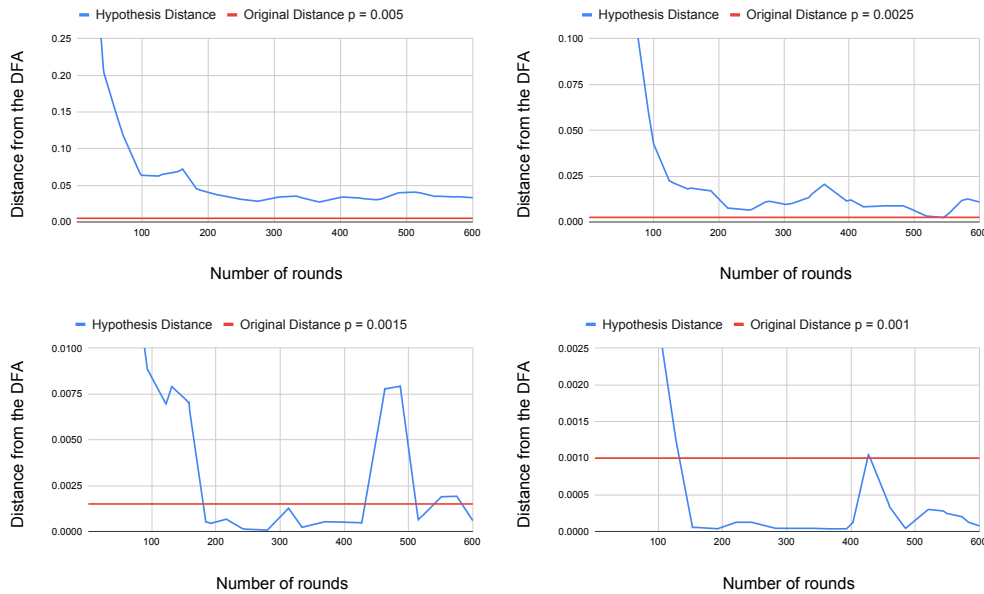 Hypothesis Distance Original Distance p = 0.005
Distance from the DFA
0.25
0.20
0.15
0.10
0.05
0.00
100 200 300 400 500 600
Number of rounds
Hypothesis Distance Original Distance p = 0.0025
Distance from the DFA
0.100
0.075
0.050
0.025
0.000
100 200 300 400 500 600
Number of rounds
Hypothesis Distance Original Distance p = 0.0015
Distance from the DFA
0.0100
0.0075
0.0050
0.0025
0.0000
100 200 300 400 500 600
Number of rounds
Hypothesis Distance Original Distance p = 0.001
Distance from the DFA
0.0025
0.0020
0.0015
0.0010
0.0005
0.0000
100 200 300 400 500 600
Number of rounds